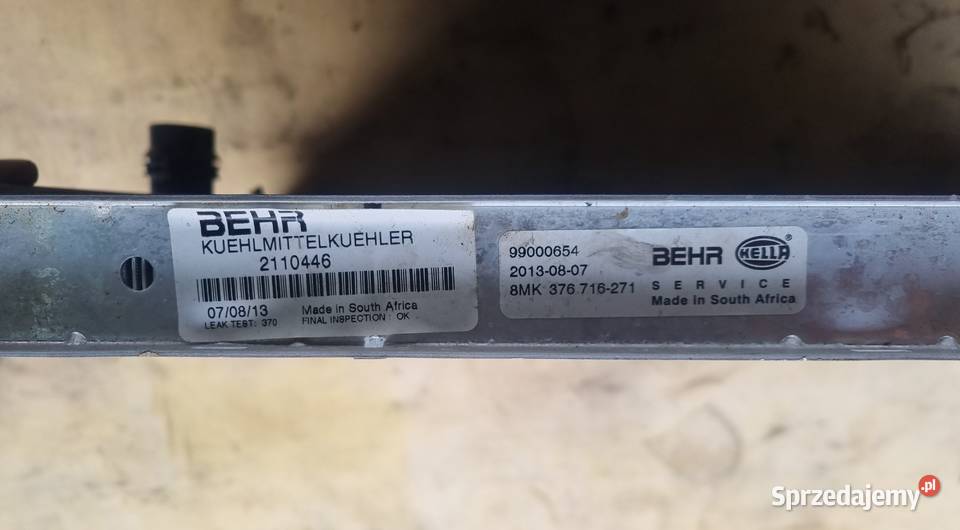 BEHR
KUEHLMITTELKUEHLER
2110446
07/08/13 Made in South Africa
LEAK TEST: 370 FINAL INSPECTION : OK
99000654
2013-08-07
8MK 376 716-271
BEHR HELLA
SERVICE
Made in South Africa
Sprzedajemy.pl